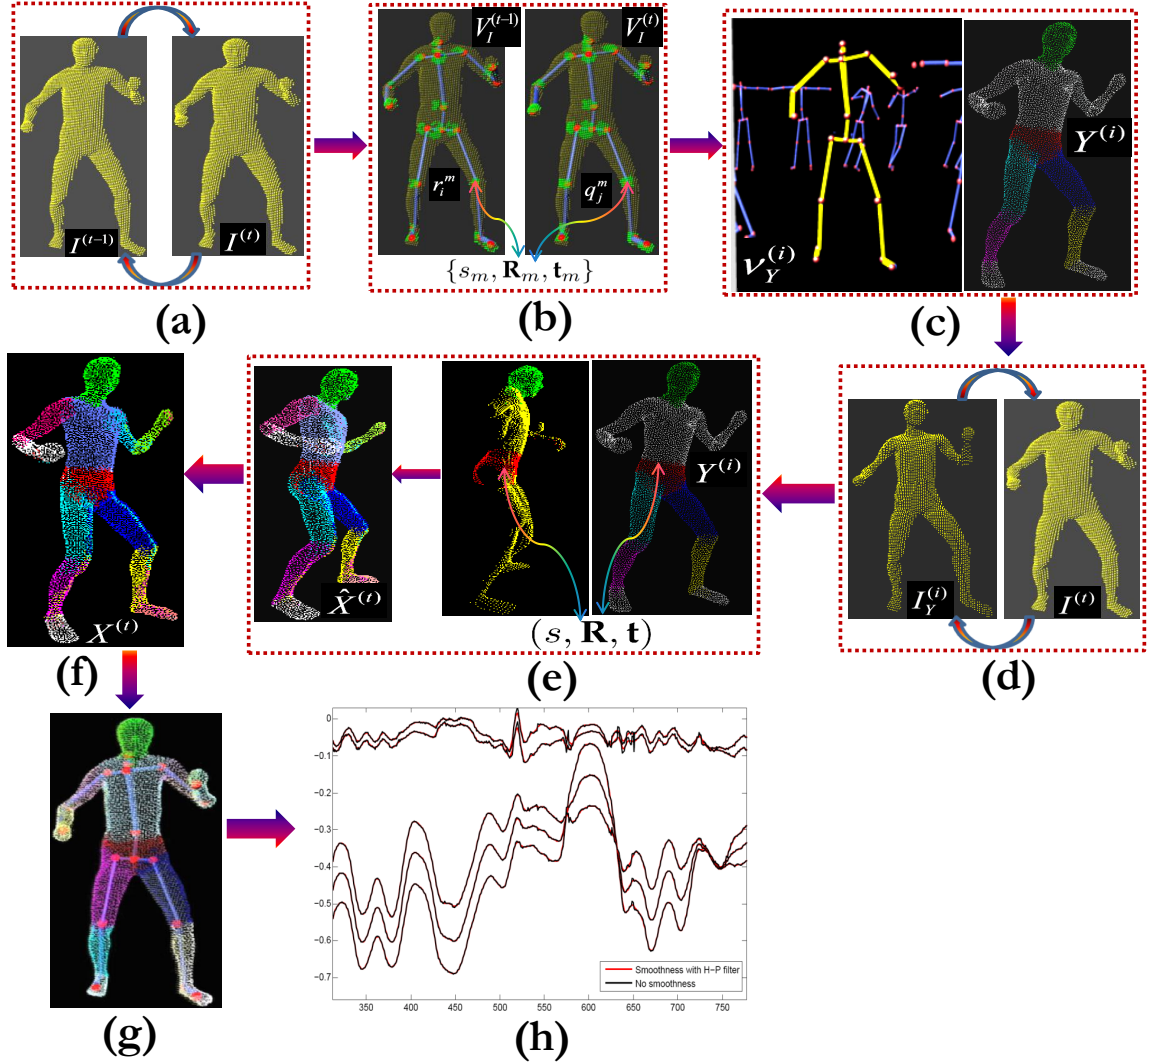 I^{(t-1)}
I^{(t)}
(a)
V_I^{(t-1)}
V_I^{(t)}
r_i^m
q_j^m
{s_m, R_m, t_m}
(b)
ν_Y^{(i)}
Y^{(i)}
(c)
I_Y^{(i)}
I^{(t)}
(d)
X̂^{(t)}
Y^{(i)}
(s, R, t)
(e)
X^{(t)}
(f)
(g)
0
−0.1
−0.2
−0.3
−0.4
−0.5
−0.6
−0.7
350 400 450 500 550 600 650 700 750
Smoothness with H−P filter
No smoothness
(h)